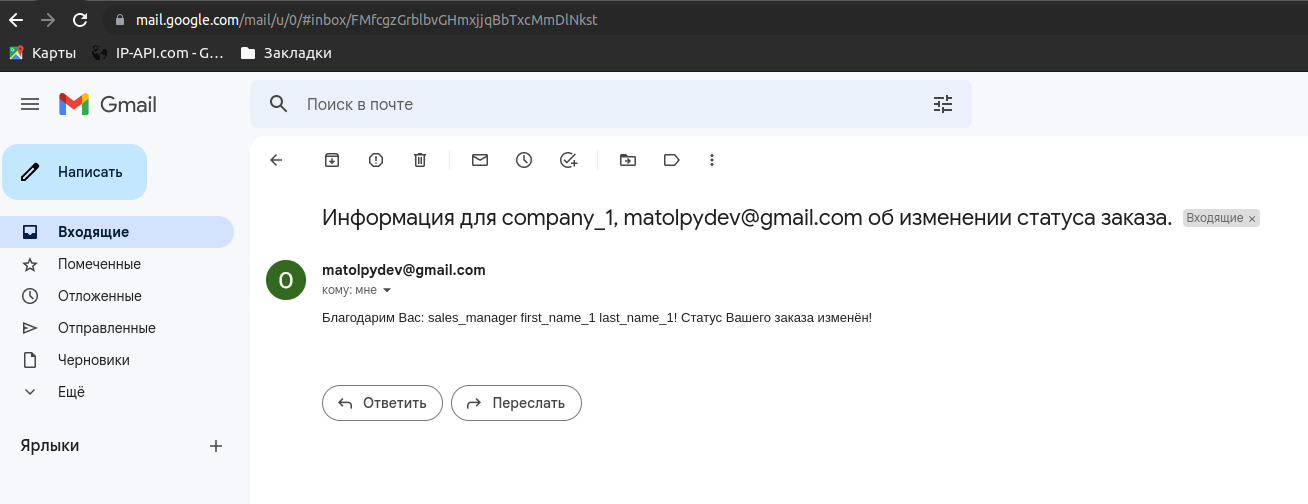 mail.google.com/mail/u/0/#inbox/FMfcgzGrblbvGHmxjjqBbTxcMmDlNkst
Карты IP-API.com - G… Закладки
Gmail
Поиск в почте
Написать
Входящие
Помеченные
Отложенные
Отправленные
Черновики
Ещё
Ярлыки
Информация для company_1, matolpydev@gmail.com об изменении статуса заказа. Входящие ×
O
matolpydev@gmail.com
кому: мне
Благодарим Вас: sales_manager first_name_1 last_name_1! Статус Вашего заказа изменён!
Ответить Переслать